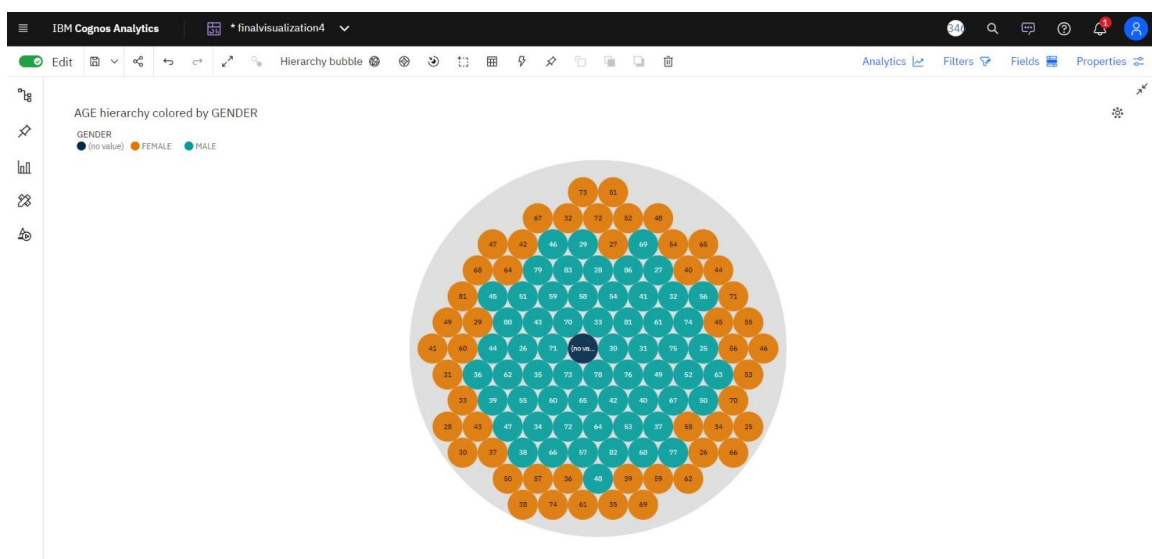 IBM Cognos Analytics
* finalvisualization4
1
Edit
Hierarchy bubble
Analytics
Filters
Fields
Properties
AGE hierarchy colored by GENDER
GENDER
(no value) FEMALE MALE
73 51
67 32 72 52 48
47 42 46 29 27 69 54 65
68 64 79 83 28 86 27 40 44
81 45 51 59 58 54 41 32 56 71
49 29 80 43 70 33 81 61 74 45 55
41 60 44 26 71 (no va... 30 31 75 25 56 46
31 36 62 35 73 78 76 49 52 63 53
33 39 55 60 65 42 40 67 50 70
28 43 47 34 72 64 53 37 58 34 25
30 37 38 66 57 82 68 77 26 66
50 57 36 48 39 59 62
38 74 61 35 69